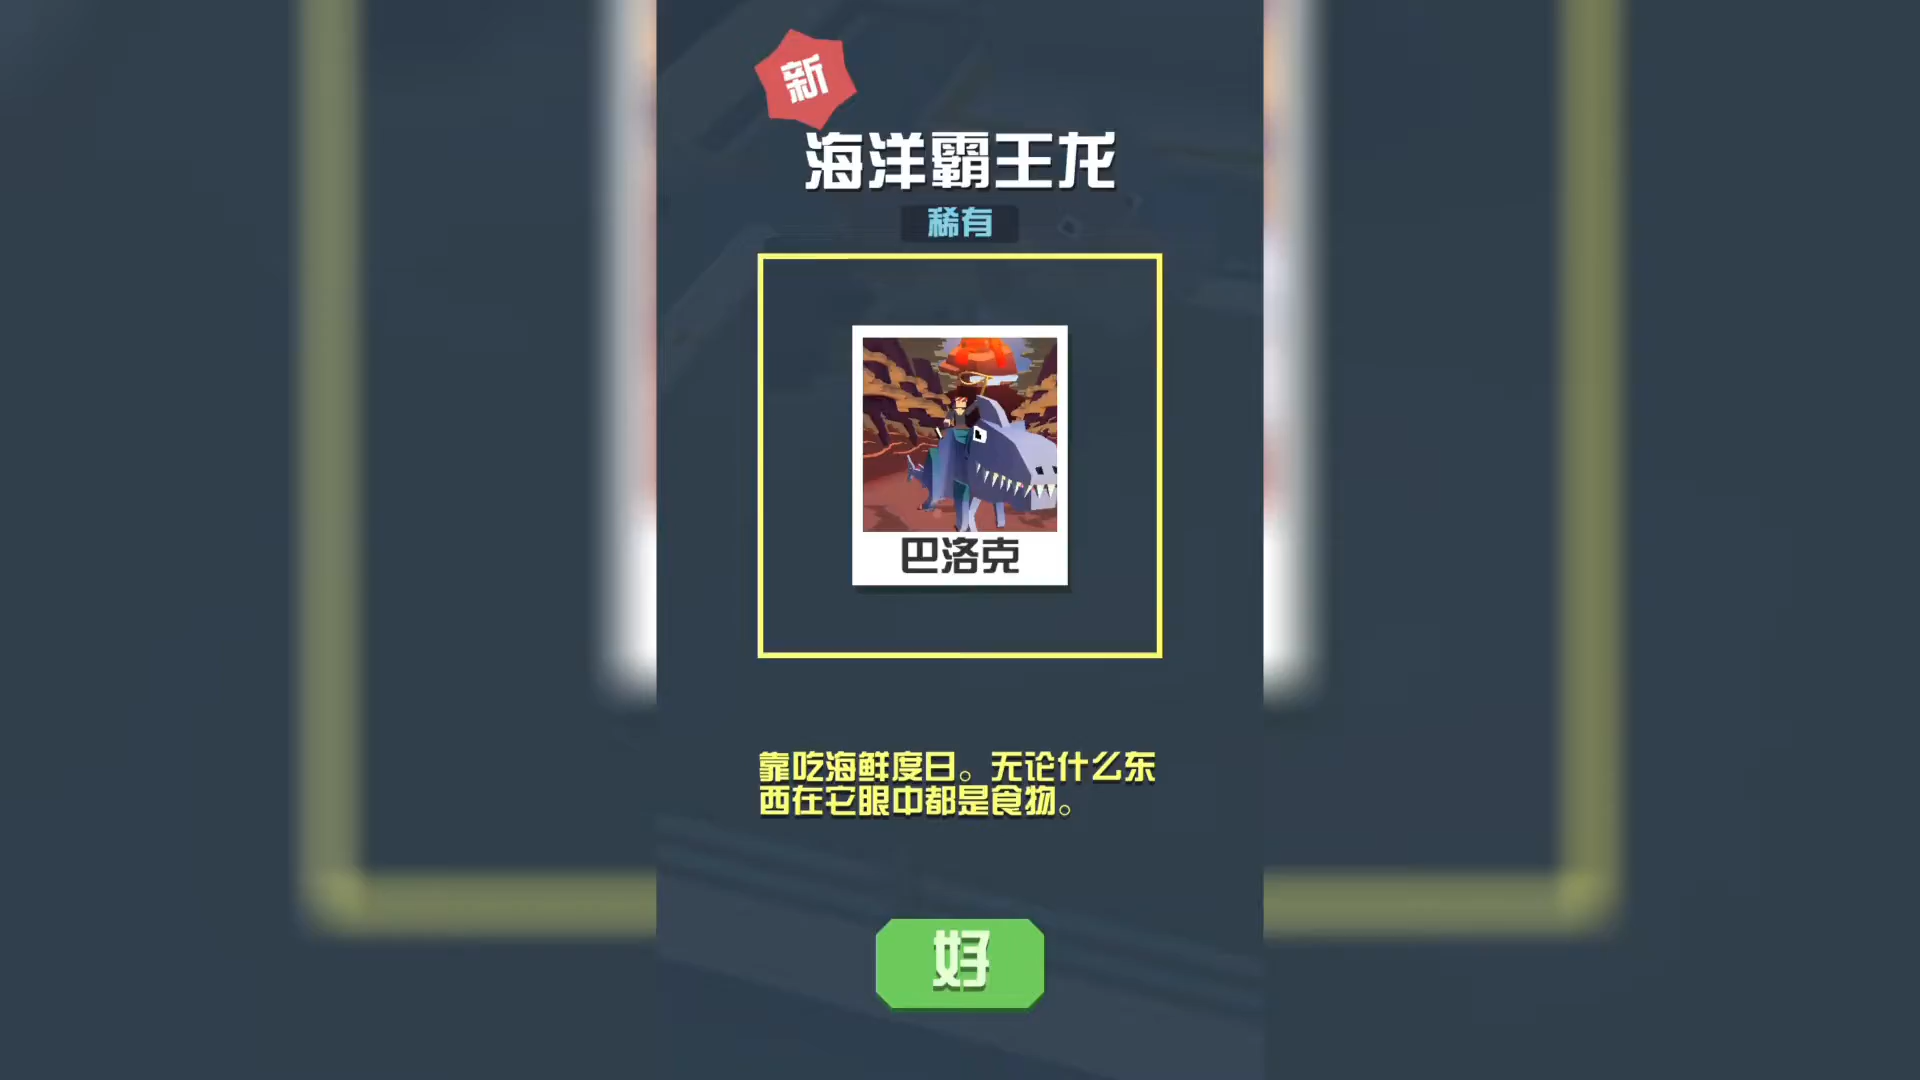 新
海洋霸王龙
稀有
巴洛克
靠吃海鲜度日。无论什么东
西在它眼中都是食物。
好